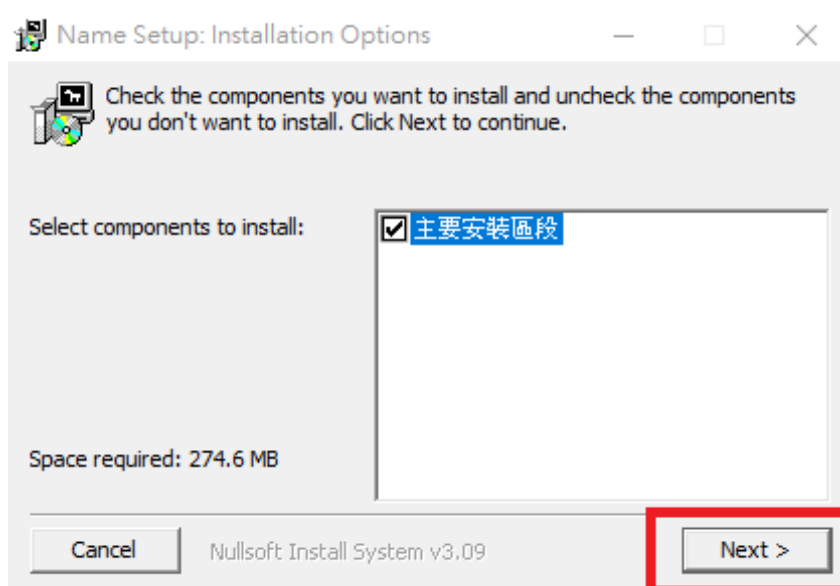 Name Setup: Installation Options
Check the components you want to install and uncheck the components
you don't want to install. Click Next to continue.
Select components to install:
主要安裝區段
Space required: 274.6 MB
Cancel
Nullsoft Install System v3.09
Next >